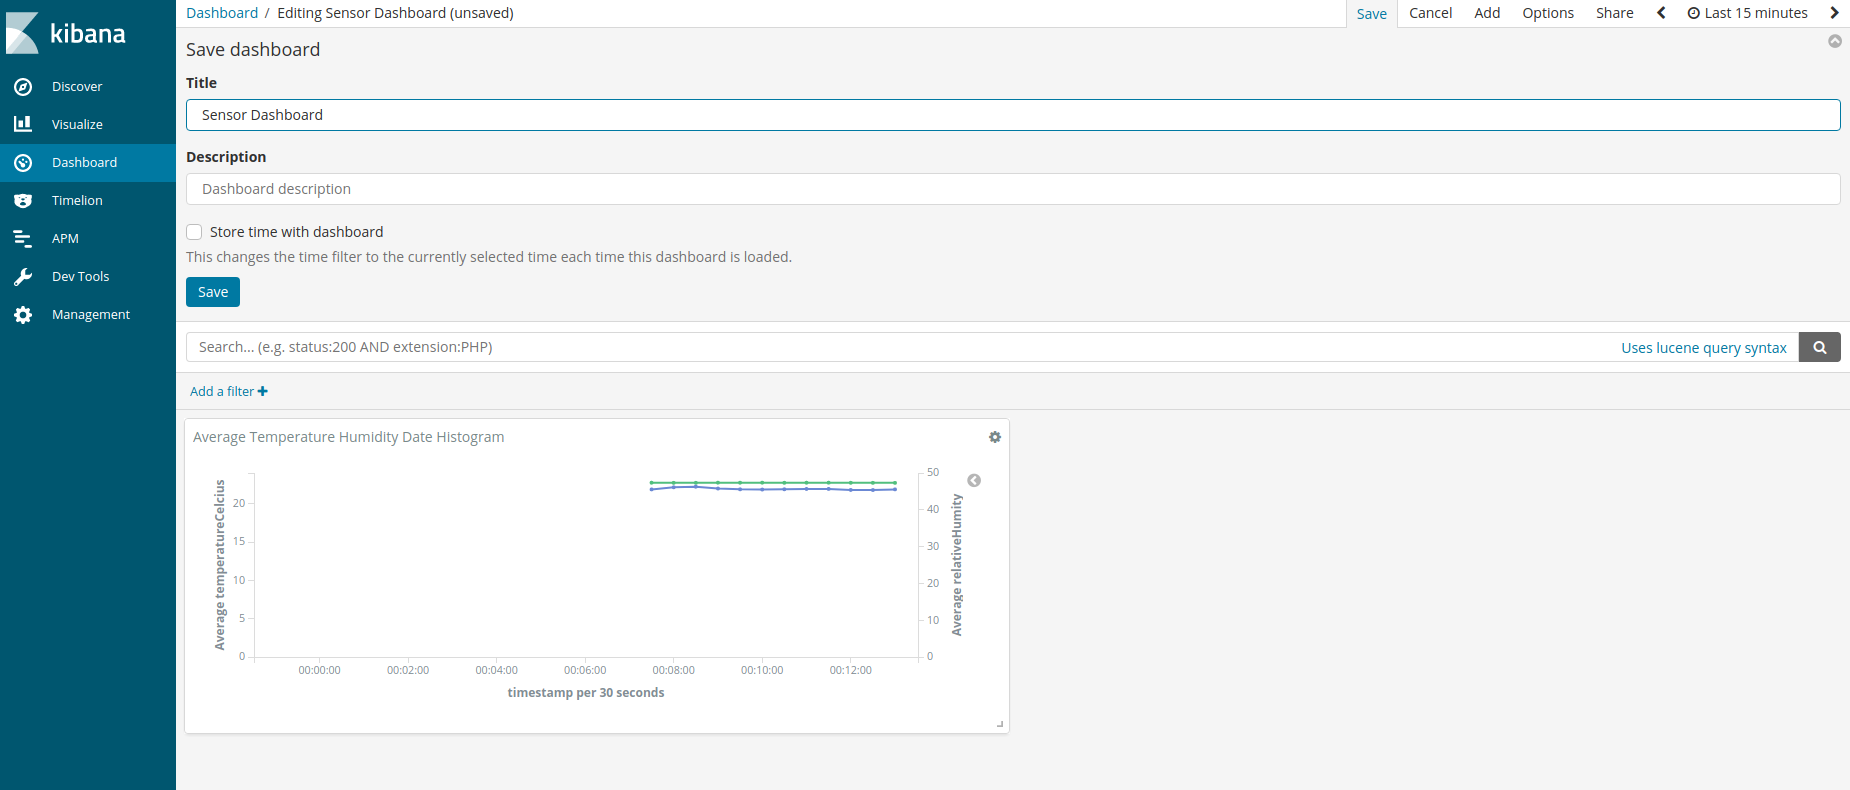 kibana
Discover
Visualize
Dashboard
Timelion
APM
Dev Tools
Management
Dashboard / Editing Sensor Dashboard (unsaved)
Save Cancel Add Options Share Last 15 minutes
Save dashboard
Title
Sensor Dashboard
Description
Dashboard description
Store time with dashboard
This changes the time filter to the currently selected time each time this dashboard is loaded.
Save
Search... (e.g. status:200 AND extension:PHP) Uses lucene query syntax
Add a filter +
Average Temperature Humidity Date Histogram
Average temperatureCelcius
20
15
10
5
0
50
40
30
20
10
0
Average relativeHumity
00:00:00 00:02:00 00:04:00 00:06:00 00:08:00 00:10:00 00:12:00
timestamp per 30 seconds